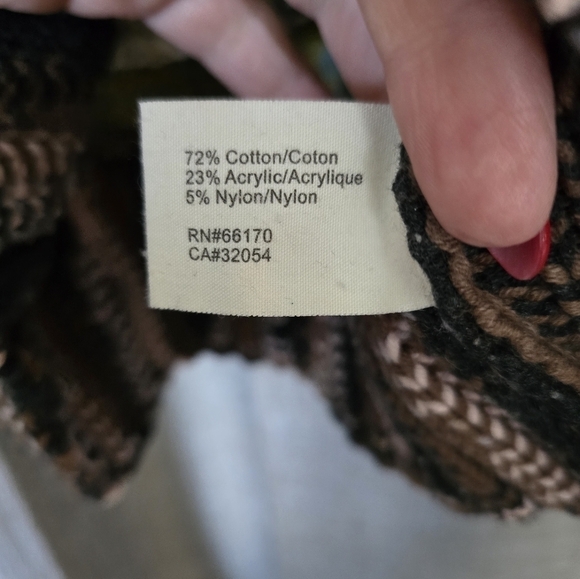 72% Cotton/Coton
23% Acrylic/Acrylique
5% Nylon/Nylon
RN#66170
CA#32054